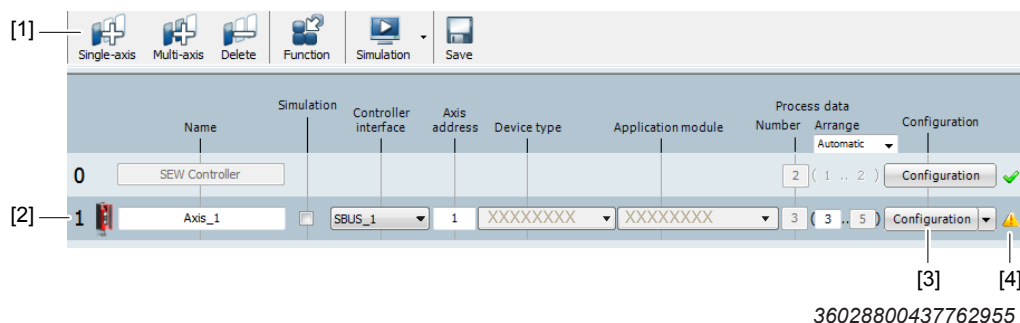 [1]
Single-axis Multi-axis Delete Function Simulation Save
Simulation Process data
Name Controller interface Axis address Device type Application module Number Arrange Configuration
Automatic
0 SEW Controller 2 ( 1 .. 2 ) Configuration
[2] 1 Axis_1 SBUS_1 1 XXXXXXXX XXXXXXXX 3 ( 3 .. 5 ) Configuration
[3] [4]
36028800437762955